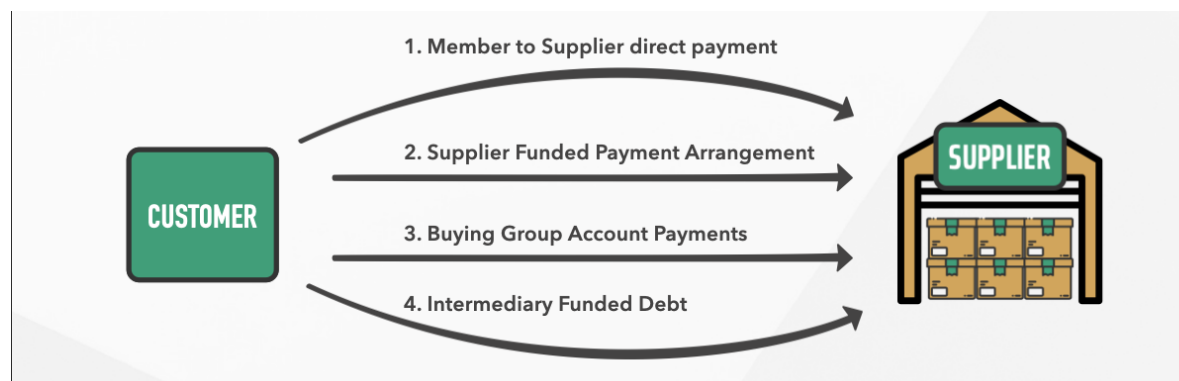 1. Member to Supplier direct payment
2. Supplier Funded Payment Arrangement
SUPPLIER
CUSTOMER
3. Buying Group Account Payments
4. Intermediary Funded Debt